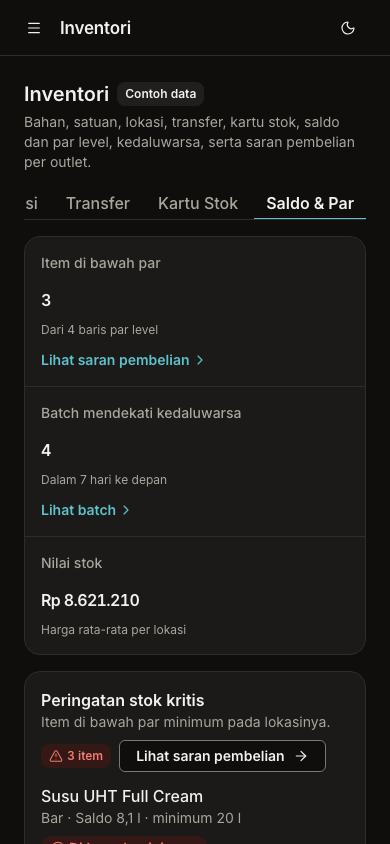 Inventori
Inventori
Contoh data
Bahan, satuan, lokasi, transfer, kartu stok, saldo
dan par level, kedaluwarsa, serta saran pembelian
per outlet.
si
Transfer
Kartu Stok
Saldo & Par
Item di bawah par
3
Dari 4 baris par level
Lihat saran pembelian
Batch mendekati kedaluwarsa
4
Dalam 7 hari ke depan
Lihat batch
Nilai stok
Rp 8.621.210
Harga rata-rata per lokasi
Peringatan stok kritis
Item di bawah par minimum pada lokasinya.
3 item
Lihat saran pembelian
Susu UHT Full Cream
Bar · Saldo 8,1 l · minimum 20 l